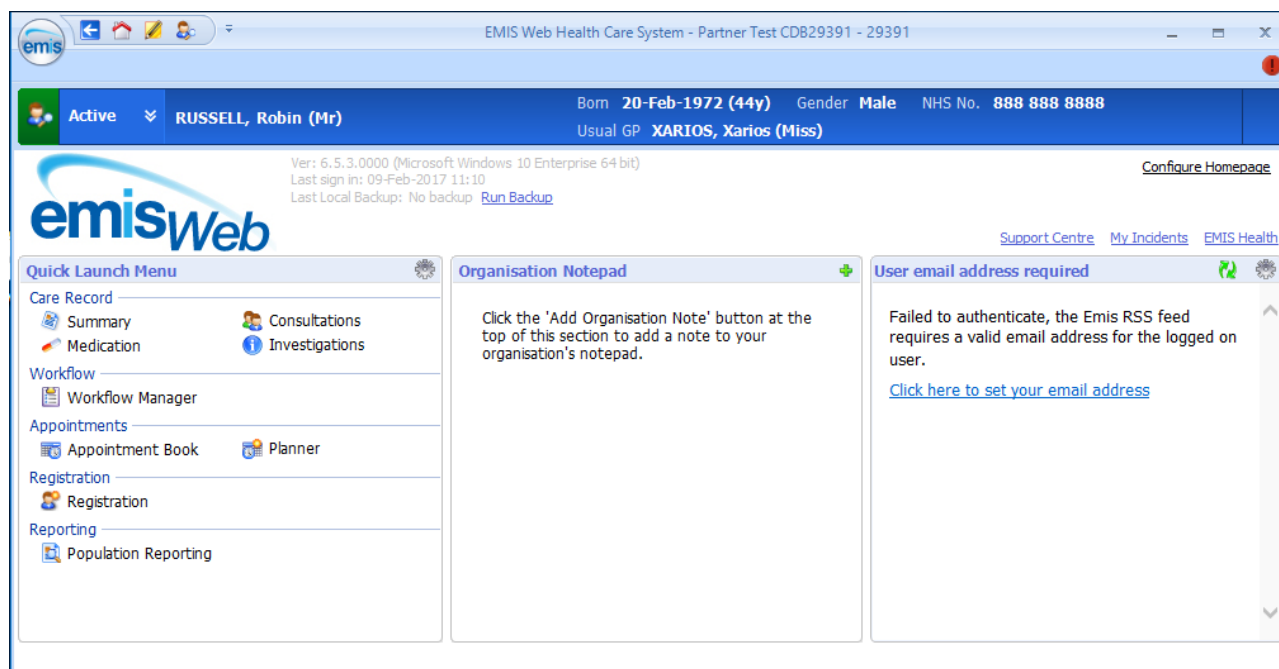 emis
EMIS Web Health Care System - Partner Test CDB29391 - 29391
Active RUSSELL, Robin (Mr) Born 20-Feb-1972 (44y) Gender Male NHS No. 888 888 8888
Usual GP XARIOS, Xarios (Miss)
emisWeb
Ver: 6.5.3.0000 (Microsoft Windows 10 Enterprise 64 bit)
Last sign in: 09-Feb-2017 11:10
Last Local Backup: No backup Run Backup
Configure Homepage
Support Centre My Incidents EMIS Health
Quick Launch Menu
Care Record
Summary Consultations
Medication Investigations
Workflow
Workflow Manager
Appointments
Appointment Book Planner
Registration
Registration
Reporting
Population Reporting
Organisation Notepad
Click the 'Add Organisation Note' button at the
top of this section to add a note to your
organisation's notepad.
User email address required
Failed to authenticate, the Emis RSS feed
requires a valid email address for the logged on
user.
Click here to set your email address